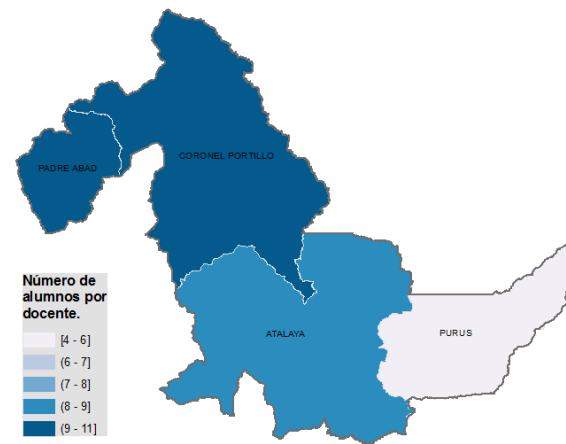 PADRE ABAD
CORONEL PORTILLO
ATALAYA
PURUS
Número de
alumnos por
docente.
[4 - 6]
(6 - 7]
(7 - 8]
(8 - 9]
(9 - 11]